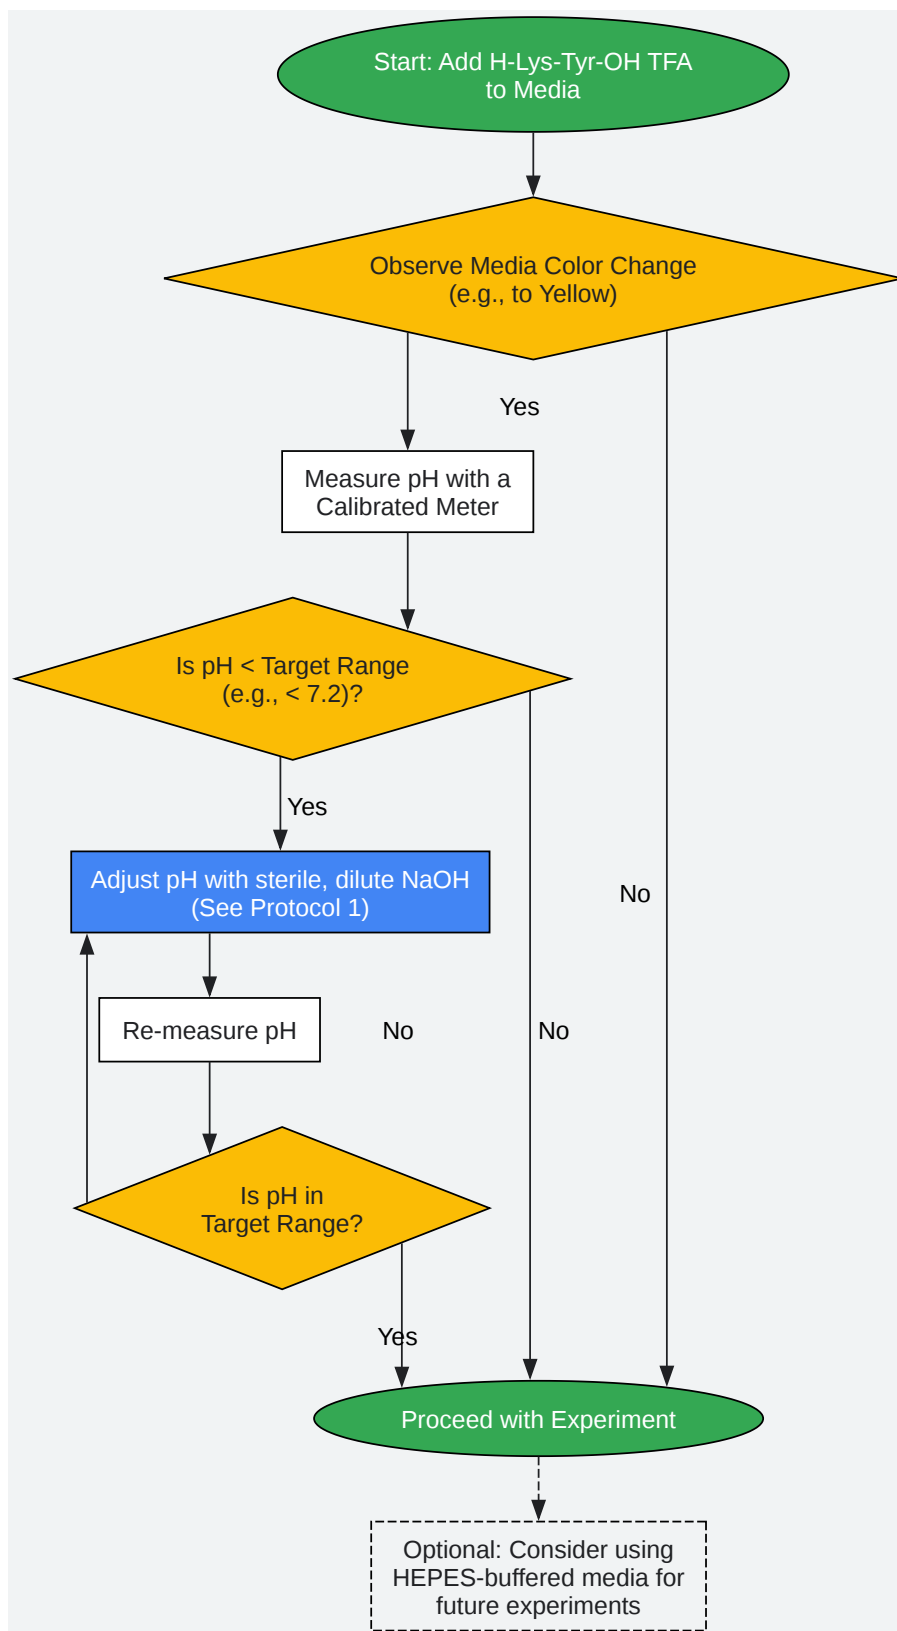 Start: Add H-Lys-Tyr-OH TFA
to Media
Observe Media Color Change
(e.g., to Yellow)
Yes
Measure pH with a
Calibrated Meter
Is pH < Target Range
(e.g., < 7.2)?
Yes
Adjust pH with sterile, dilute NaOH
(See Protocol 1)
No
Re-measure pH
No
No
Is pH in
Target Range?
Yes
Proceed with Experiment
Optional: Consider using
HEPES-buffered media for
future experiments